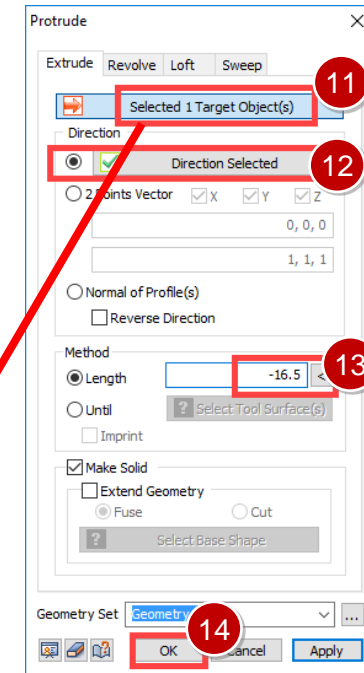 Protrude
Extrude Revolve Loft Sweep
11
Selected 1 Target Object(s)
Direction
Direction Selected
12
2 Points Vector X Y Z
0, 0, 0
1, 1, 1
Normal of Profile(s)
Reverse Direction
Method
13
Length -16.5 <
Until ? Select Tool Surface(s)
Imprint
Make Solid
Extend Geometry
Fuse Cut
? Select Base Shape
Geometry Set Geometry ...
14
OK Cancel Apply